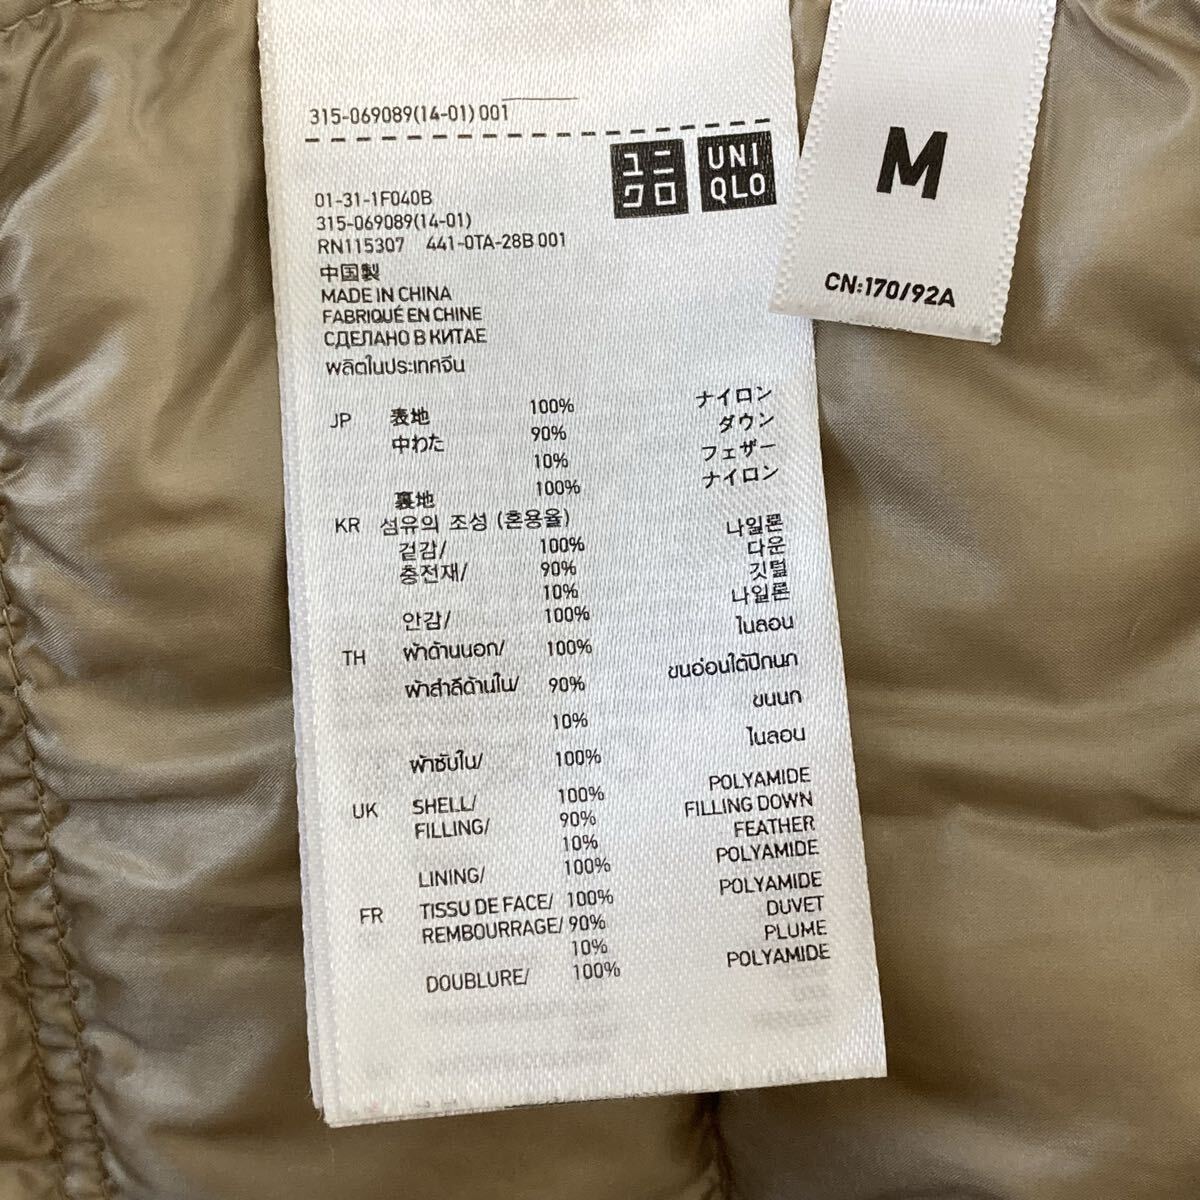 315-069089(14-01) 001
ユニクロ
UNIQLO
01-31-1F040B
315-069089(14-01)
RN115307 441-0TA-28B 001
中国製
MADE IN CHINA
FABRIQUÉ EN CHINE
СДЕЛАНО В КИТАЕ
ผลิตในประเทศจีน
JP 表地 100% ナイロン
中わた 90% ダウン
10% フェザー
裏地 100% ナイロン
KR 섬유의 조성 (혼용율)
겉감/ 100% 나일론
충전재/ 90% 다운
10% 깃털
안감/ 100% 나일론
TH ผ้าด้านนอก/ 100% ไนลอน
ผ้าสำลีด้านใน/ 90% ขนอ่อนใต้ปีกนก
10% ขนนก
ผ้าซับใน/ 100% ไนลอน
UK SHELL/ 100% POLYAMIDE
FILLING/ 90% FILLING DOWN
10% FEATHER
LINING/ 100% POLYAMIDE
FR TISSU DE FACE/ 100% POLYAMIDE
REMBOURRAGE/ 90% DUVET
10% PLUME
DOUBLURE/ 100% POLYAMIDE
M
CN:170/92A